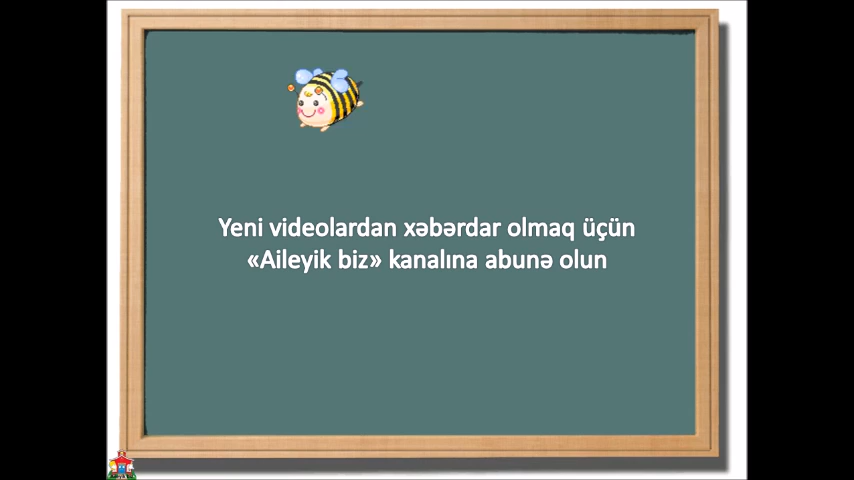 Yeni videolardan xəbərdar olmaq üçün
«Aileyik biz» kanalına abunə olun